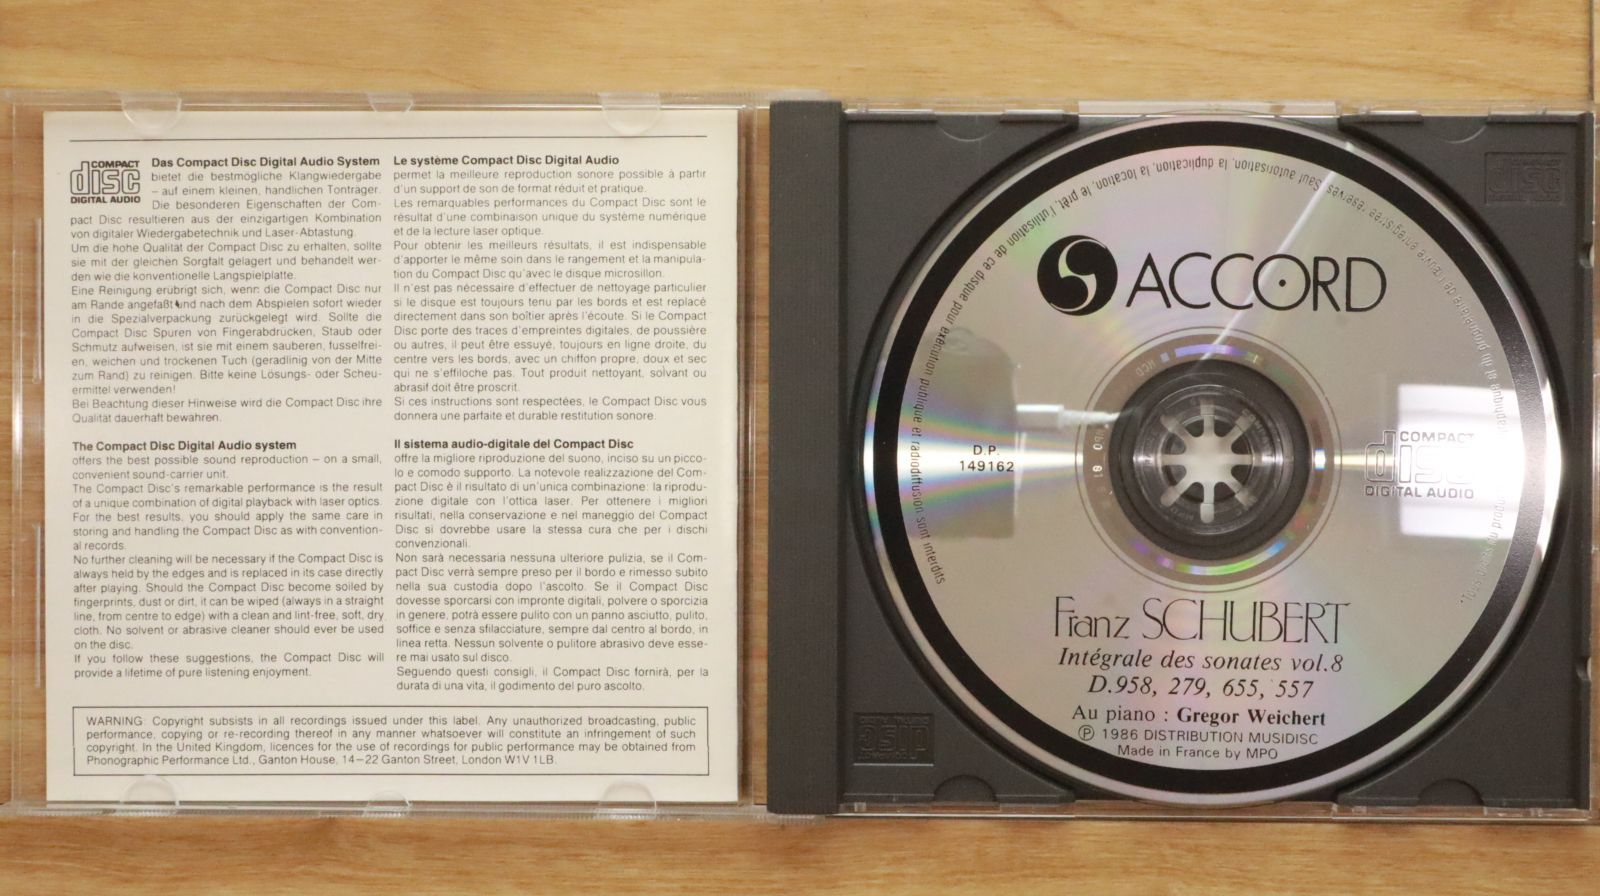 COMPACT
disc
DIGITAL AUDIO
Das Compact Disc Digital Audio System
bietet die bestmögliche Klangwiedergabe
– auf einem kleinen, handlichen Tonträger.
Die besonderen Eigenschaften der Com-
pact Disc resultieren aus der einzigartigen Kombination
von digitaler Wiedergabetechnik und Laser-Abtastung.
Um die hohe Qualität der Compact Disc zu erhalten, sollte
sie mit der gleichen Sorgfalt gelagert und behandelt wer-
den wie die konventionelle Langspielplatte.
Eine Reinigung erübrigt sich, wenn die Compact Disc nur
am Rande angefaßt und nach dem Abspielen sofort wieder
in die Spezialverpackung zurückgelegt wird. Sollte die
Compact Disc Spuren von Fingerabdrücken, Staub oder
Schmutz aufweisen, ist sie mit einem sauberen, fusselfrei-
en, weichen und trockenen Tuch (geradlinig von der Mitte
zum Rand) zu reinigen. Bitte keine Lösungs- oder Scheu-
ermittel verwenden!
Bei Beachtung dieser Hinweise wird die Compact Disc ihre
Qualität dauerhaft bewahren.
The Compact Disc Digital Audio system
offers the best possible sound reproduction – on a small,
convenient sound-carrier unit.
The Compact Disc's remarkable performance is the result
of a unique combination of digital playback with laser optics.
For the best results, you should apply the same care in
storing and handling the Compact Disc as with convention-
al records.
No further cleaning will be necessary if the Compact Disc is
always held by the edges and is replaced in its case directly
after playing. Should the Compact Disc become soiled by
fingerprints, dust or dirt, it can be wiped (always in a straight
line, from centre to edge) with a clean and lint-free, soft, dry
cloth. No solvent or abrasive cleaner should ever be used
on the disc.
If you follow these suggestions, the Compact Disc will
provide a lifetime of pure listening enjoyment.
Le système Compact Disc Digital Audio
permet la meilleure reproduction sonore possible à partir
d'un support de son de format réduit et pratique.
Les remarquables performances du Compact Disc sont le
résultat d'une combinaison unique du système numérique
et de la lecture laser optique.
Pour obtenir les meilleurs résultats, il est indispensable
d'apporter le même soin dans le rangement et la manipula-
tion du Compact Disc qu'avec le disque microsillon.
Il n'est pas nécessaire d'effectuer de nettoyage particulier
si le disque est toujours tenu par les bords et est replacé
directement dans son boîtier après l'écoute. Si le Compact
Disc porte des traces d'empreintes digitales, de poussière
ou autres, il peut être essuyé, toujours en ligne droite, du
centre vers les bords, avec un chiffon propre, doux et sec
qui ne s'effiloche pas. Tout produit nettoyant, solvant ou
abrasif doit être proscrit.
Si ces instructions sont respectées, le Compact Disc vous
donnera une parfaite et durable restitution sonore.
Il sistema audio-digitale del Compact Disc
offre la migliore riproduzione del suono, inciso su un picco-
lo e comodo supporto. La notevole realizzazione del Com-
pact Disc è il risultato di un'unica combinazione: la riprodu-
zione digitale con l'ottica laser. Per ottenere i migliori
risultati, nella conservazione e nel maneggio del Compact
Disc si dovrebbe usare la stessa cura che per i dischi
convenzionali.
Non sarà necessaria nessuna ulteriore pulizia, se il Com-
pact Disc verrà sempre preso per il bordo e rimesso subito
nella sua custodia dopo l'ascolto. Se il Compact Disc
dovesse sporcarsi con impronte digitali, polvere o sporcizia
in genere, potrà essere pulito con un panno asciutto, pulito,
soffice e senza sfilacciature, sempre dal centro al bordo, in
linea retta. Nessun solvente o pulitore abrasivo deve esse-
re mai usato sul disco.
Seguendo questi consigli, il Compact Disc fornirà, per la
durata di una vita, il godimento del puro ascolto.
WARNING: Copyright subsists in all recordings issued under this label. Any unauthorized broadcasting, public
performance, copying or re-recording thereof in any manner whatsoever will constitute an infringement of such
copyright. In the United Kingdom, licences for the use of recordings for public performance may be obtained from
Phonographic Performance Ltd., Ganton House, 14–22 Ganton Street, London W1V 1LB.
réservés. Sauf autorisation, la duplication, la location, le prêt, l'utilisation de ce disque pour exécution publique et radiodiffusion sont interdits
ACCORD
D.P.
149162
COMPACT
disc
DIGITAL AUDIO
Franz SCHUBERT
Intégrale des sonates vol.8
D.958, 279, 655, 557
Au piano : Gregor Weichert
Ⓟ 1986 DISTRIBUTION MUSIDISC
Made in France by MPO